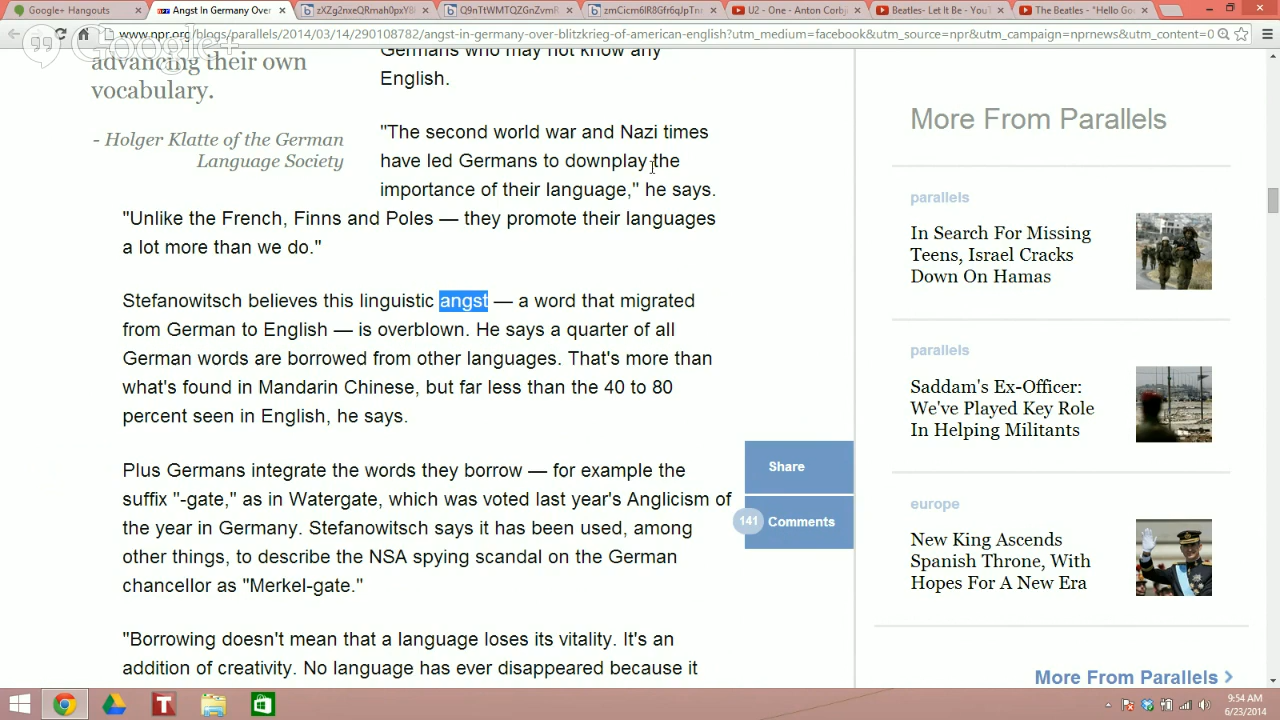 Google+ Hangouts
Angst In Germany Over
zXZg2nxeQRmah0pxYB
Q9nTtWMTQZGnZvmR
zmCicm6lR8Gfr6qJpTn
U2 - One - Anton Corbij
Beatles- Let It Be - You
The Beatles - "Hello Go
www.npr.org/blogs/parallels/2014/03/14/290108782/angst-in-germany-over-blitzkrieg-of-american-english?utm_medium=facebook&utm_source=npr&utm_campaign=nprnews&utm_content=0
Google+
advancing their own
vocabulary.
- Holger Klatte of the German
Language Society
Germans who may not know any
English.
"The second world war and Nazi times
have led Germans to downplay the
importance of their language," he says.
"Unlike the French, Finns and Poles — they promote their languages
a lot more than we do."
Stefanowitsch believes this linguistic angst — a word that migrated
from German to English — is overblown. He says a quarter of all
German words are borrowed from other languages. That's more than
what's found in Mandarin Chinese, but far less than the 40 to 80
percent seen in English, he says.
Plus Germans integrate the words they borrow — for example the
suffix "-gate," as in Watergate, which was voted last year's Anglicism of
the year in Germany. Stefanowitsch says it has been used, among
other things, to describe the NSA spying scandal on the German
chancellor as "Merkel-gate."
"Borrowing doesn't mean that a language loses its vitality. It's an
addition of creativity. No language has ever disappeared because it
Share
141 Comments
More From Parallels
parallels
In Search For Missing
Teens, Israel Cracks
Down On Hamas
parallels
Saddam's Ex-Officer:
We've Played Key Role
In Helping Militants
europe
New King Ascends
Spanish Throne, With
Hopes For A New Era
More From Parallels
9:54 AM
6/23/2014